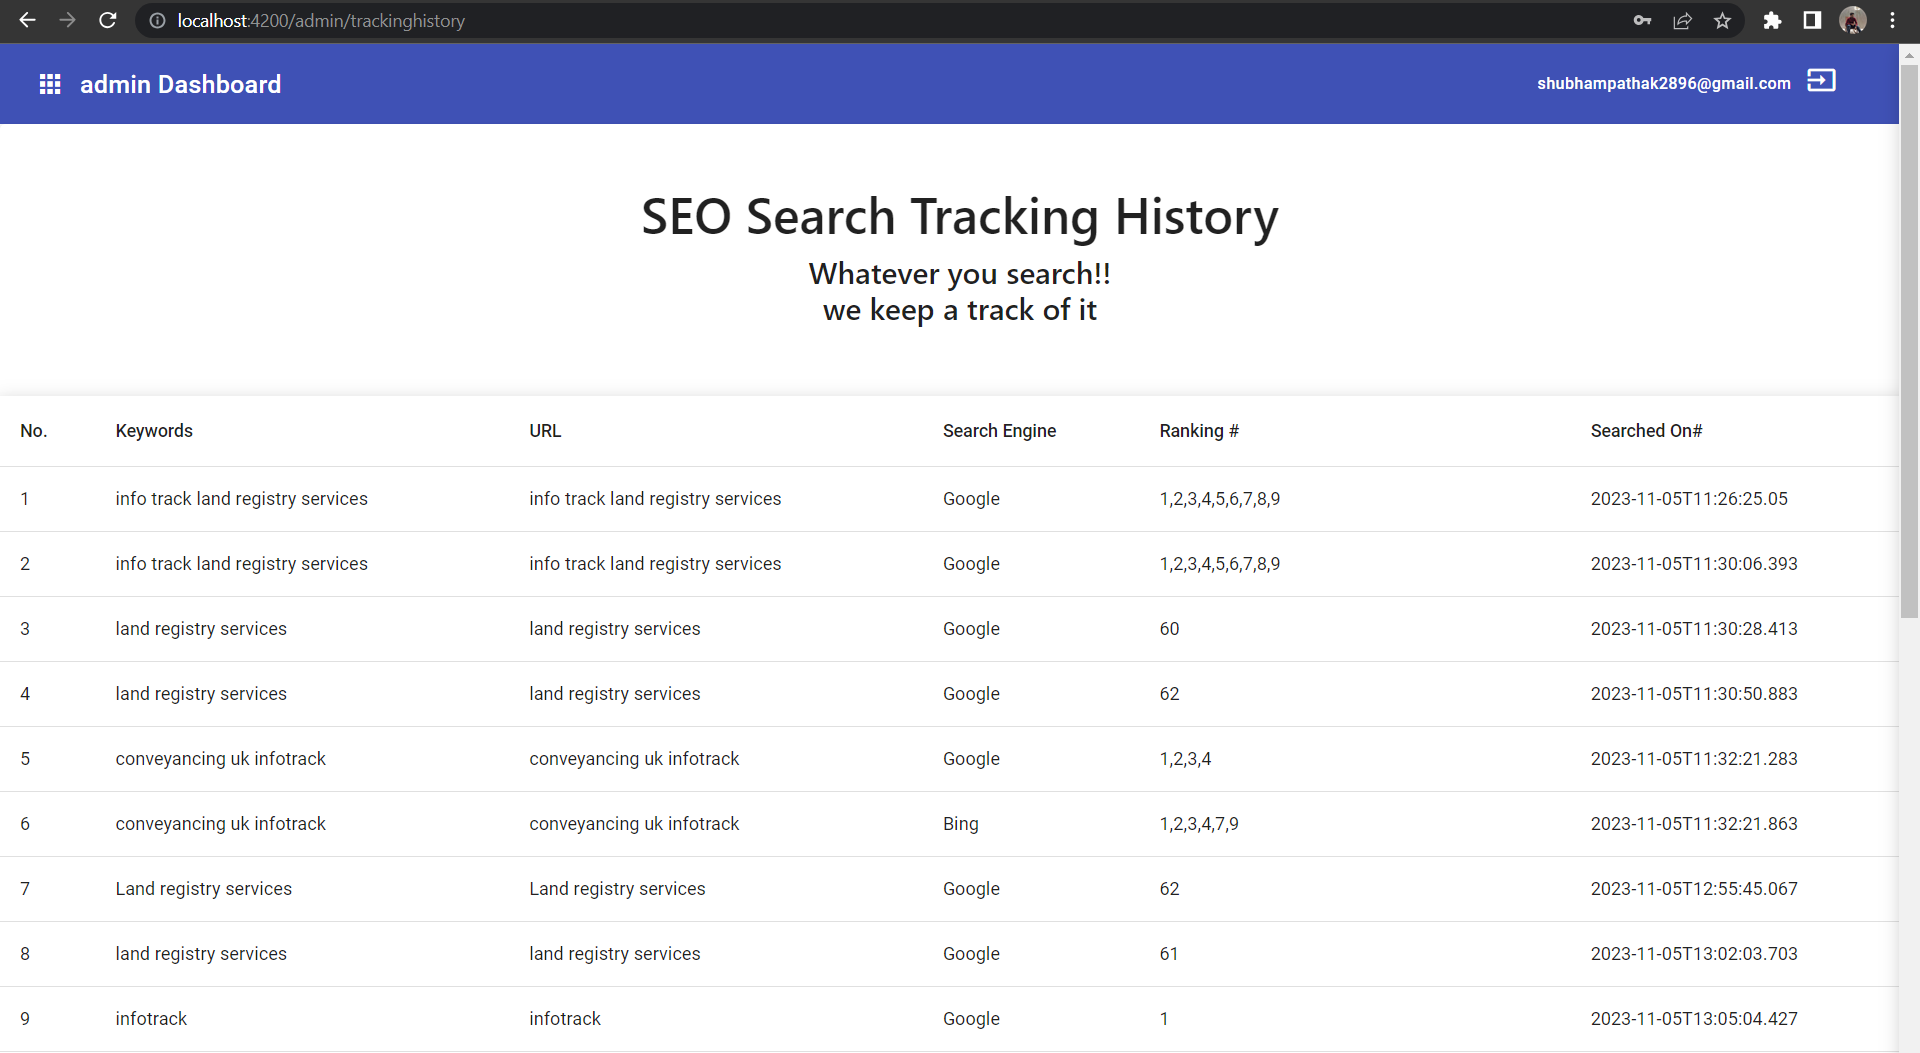 localhost:4200/admin/trackinghistory
admin Dashboard
shubhampathak2896@gmail.com
SEO Search Tracking History
Whatever you search!!
we keep a track of it
No. Keywords URL Search Engine Ranking # Searched On#
1 info track land registry services info track land registry services Google 1,2,3,4,5,6,7,8,9 2023-11-05T11:26:25.05
2 info track land registry services info track land registry services Google 1,2,3,4,5,6,7,8,9 2023-11-05T11:30:06.393
3 land registry services land registry services Google 60 2023-11-05T11:30:28.413
4 land registry services land registry services Google 62 2023-11-05T11:30:50.883
5 conveyancing uk infotrack conveyancing uk infotrack Google 1,2,3,4 2023-11-05T11:32:21.283
6 conveyancing uk infotrack conveyancing uk infotrack Bing 1,2,3,4,7,9 2023-11-05T11:32:21.863
7 Land registry services Land registry services Google 62 2023-11-05T12:55:45.067
8 land registry services land registry services Google 61 2023-11-05T13:02:03.703
9 infotrack infotrack Google 1 2023-11-05T13:05:04.427